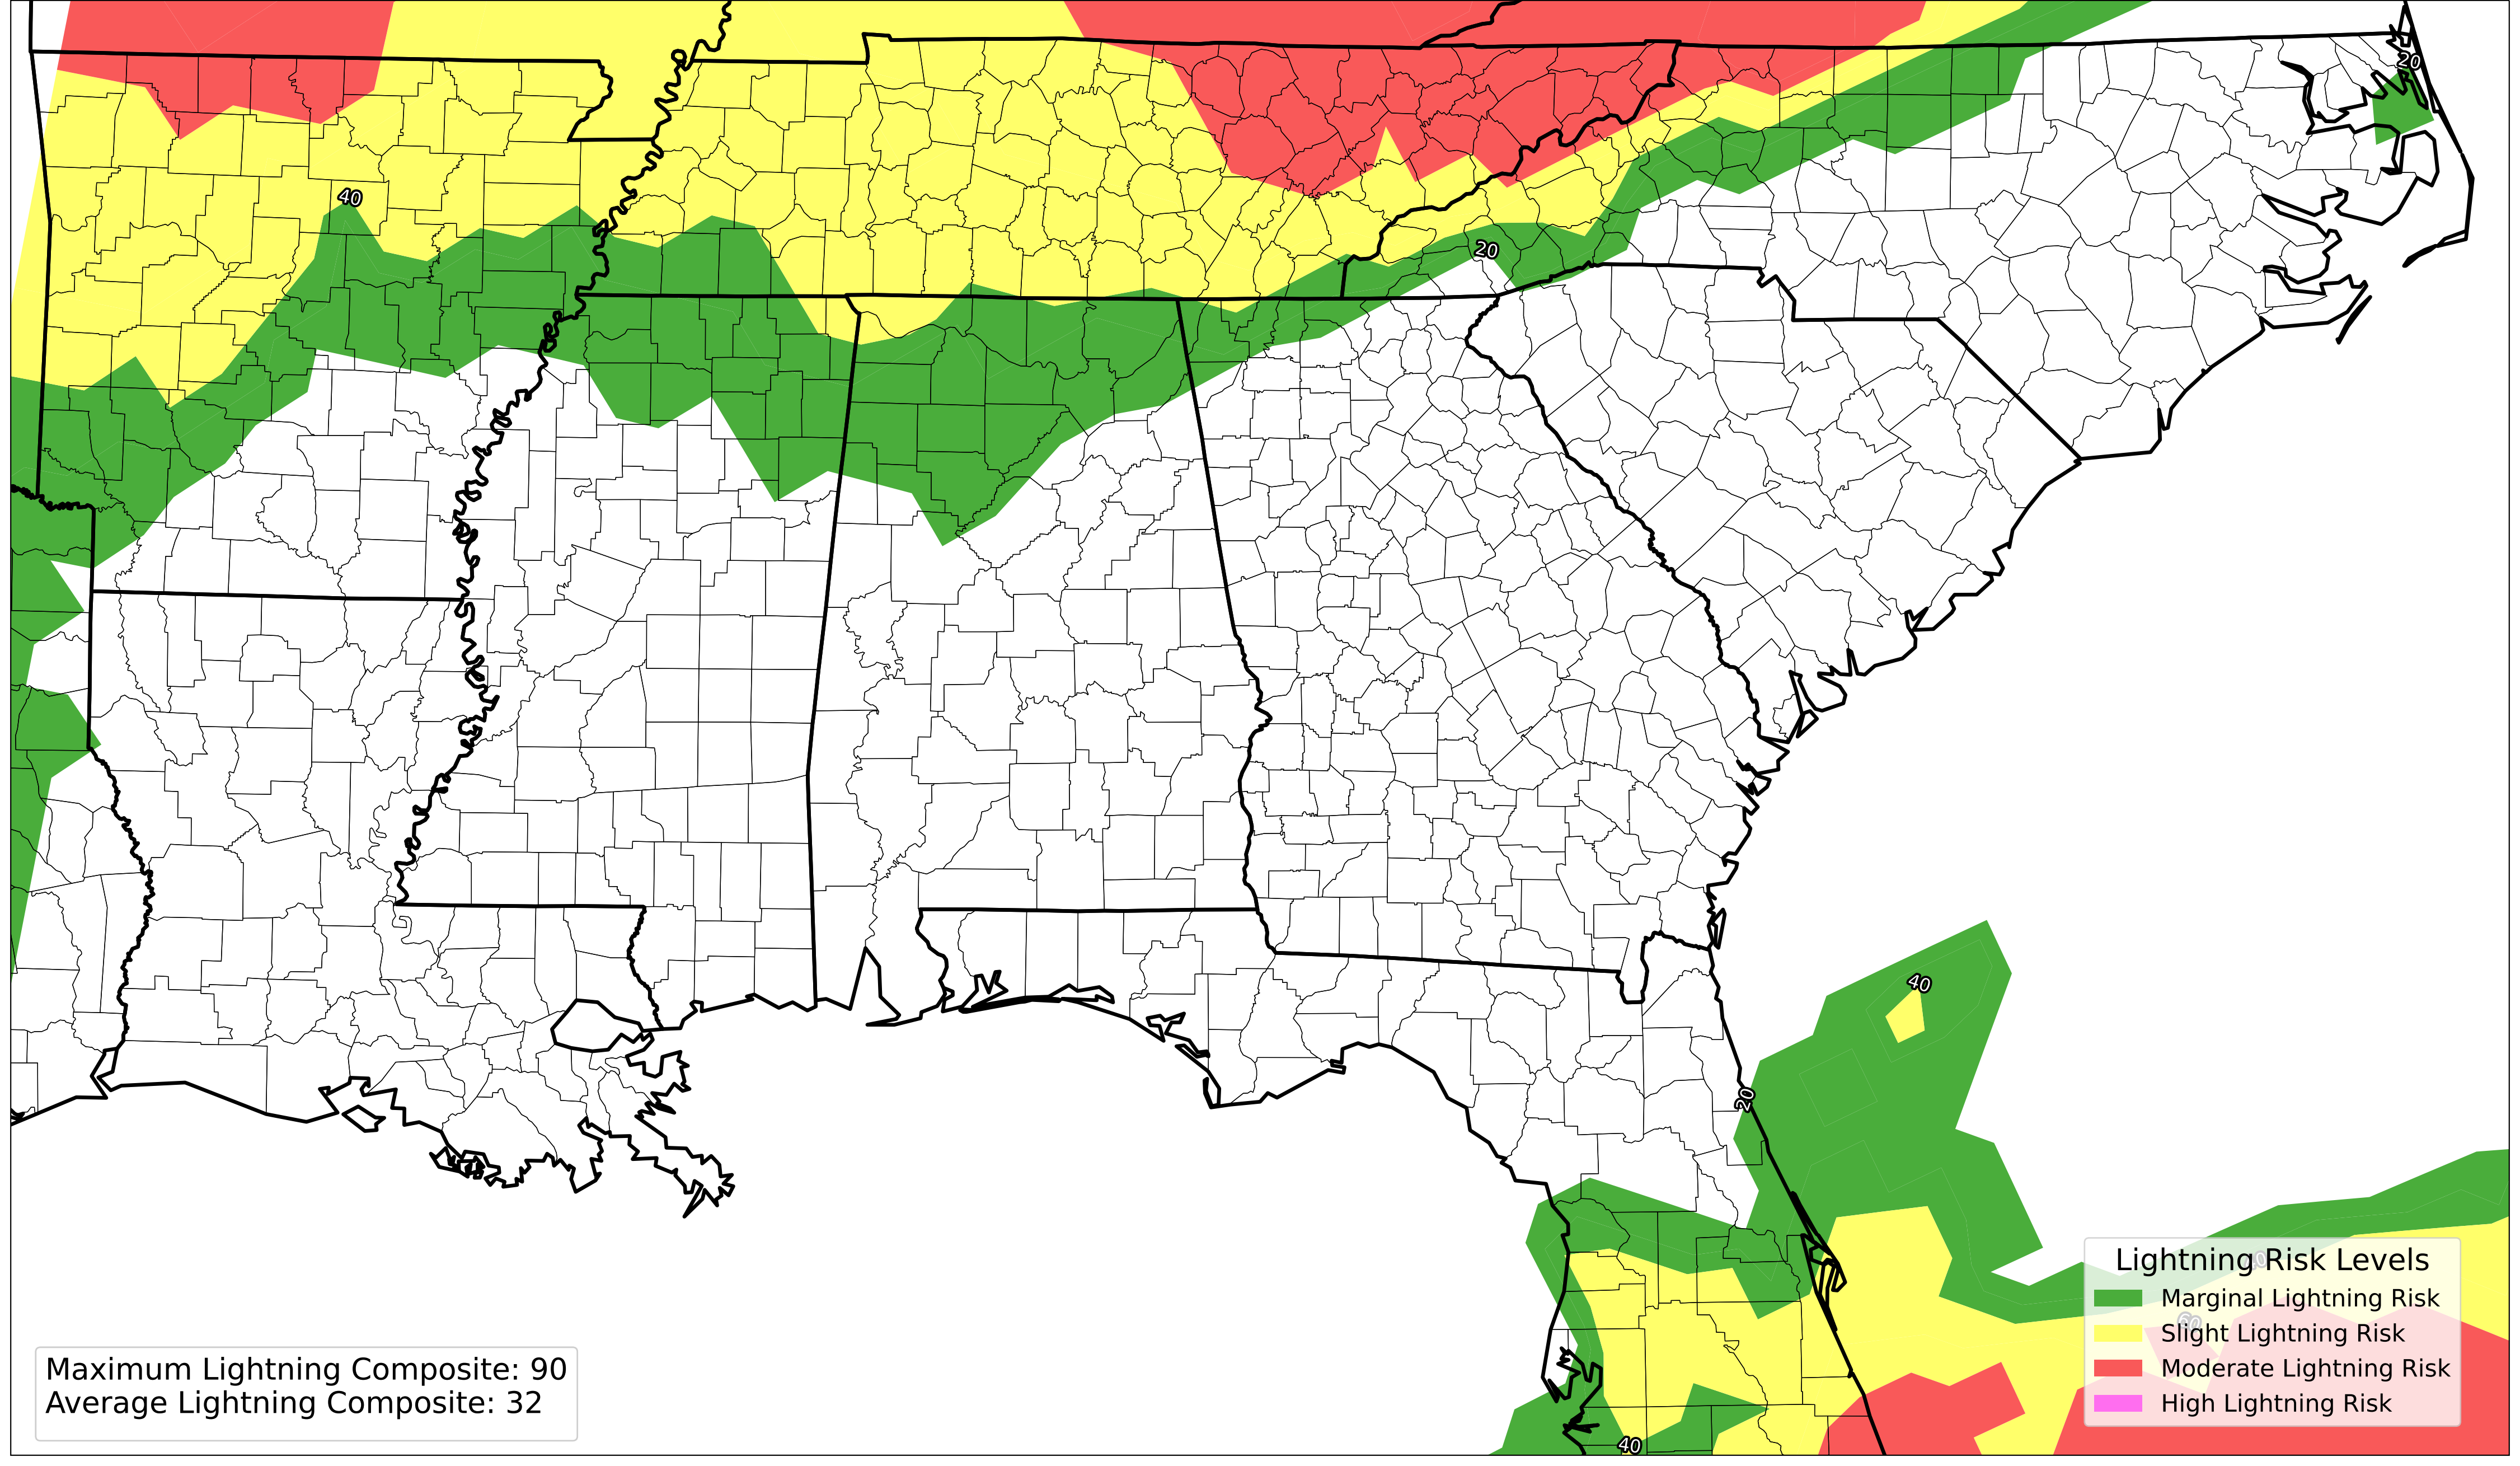 20
40
20
40
20
Lightning Risk Levels
Marginal Lightning Risk
Slight Lightning Risk
Moderate Lightning Risk
High Lightning Risk
Maximum Lightning Composite: 90
Average Lightning Composite: 32
40